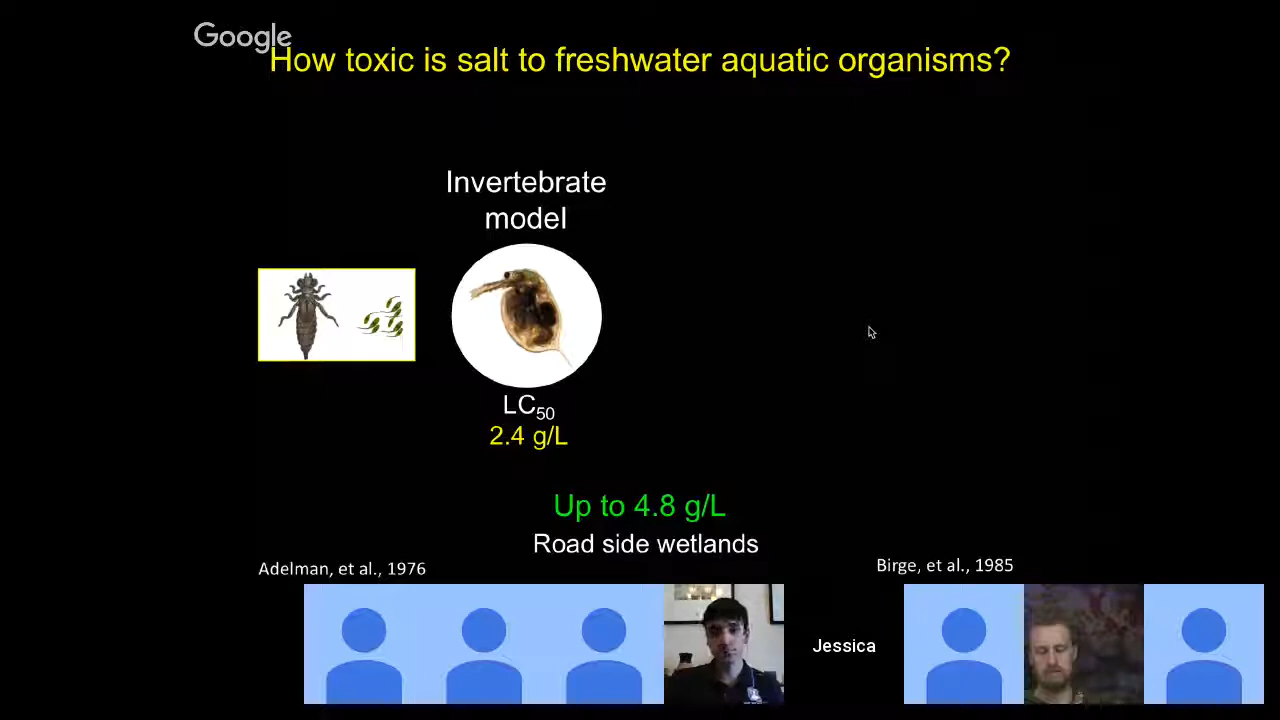 Google
How toxic is salt to freshwater aquatic organisms?
Invertebrate
model
LC50
2.4 g/L
Up to 4.8 g/L
Road side wetlands
Adelman, et al., 1976
Birge, et al., 1985
Jessica